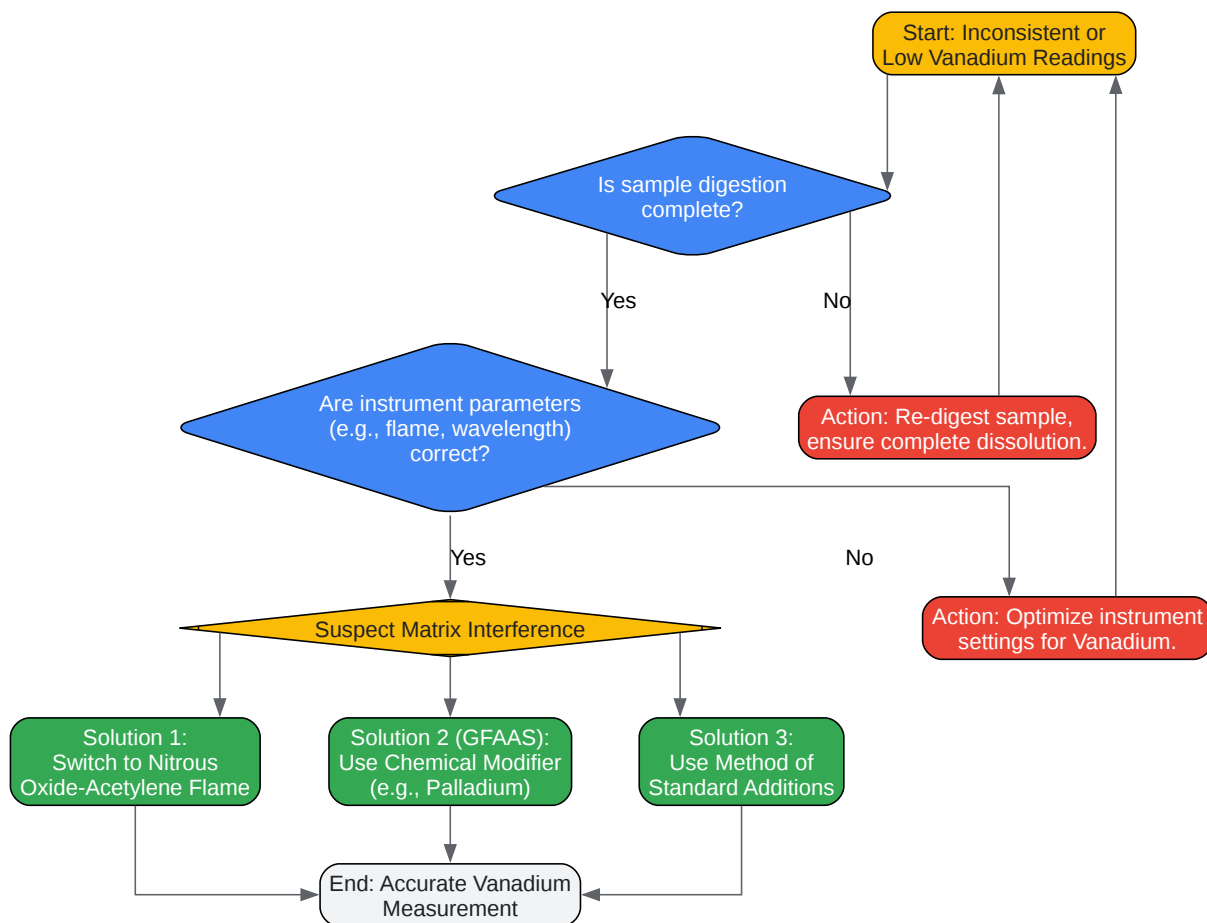 Start: Inconsistent or
Low Vanadium Readings
Is sample digestion
complete?
Yes
No
Are instrument parameters
(e.g., flame, wavelength)
correct?
Action: Re-digest sample,
ensure complete dissolution.
Yes
No
Suspect Matrix Interference
Action: Optimize instrument
settings for Vanadium.
Solution 1:
Switch to Nitrous
Oxide-Acetylene Flame
Solution 2 (GFAAS):
Use Chemical Modifier
(e.g., Palladium)
Solution 3:
Use Method of
Standard Additions
End: Accurate Vanadium
Measurement